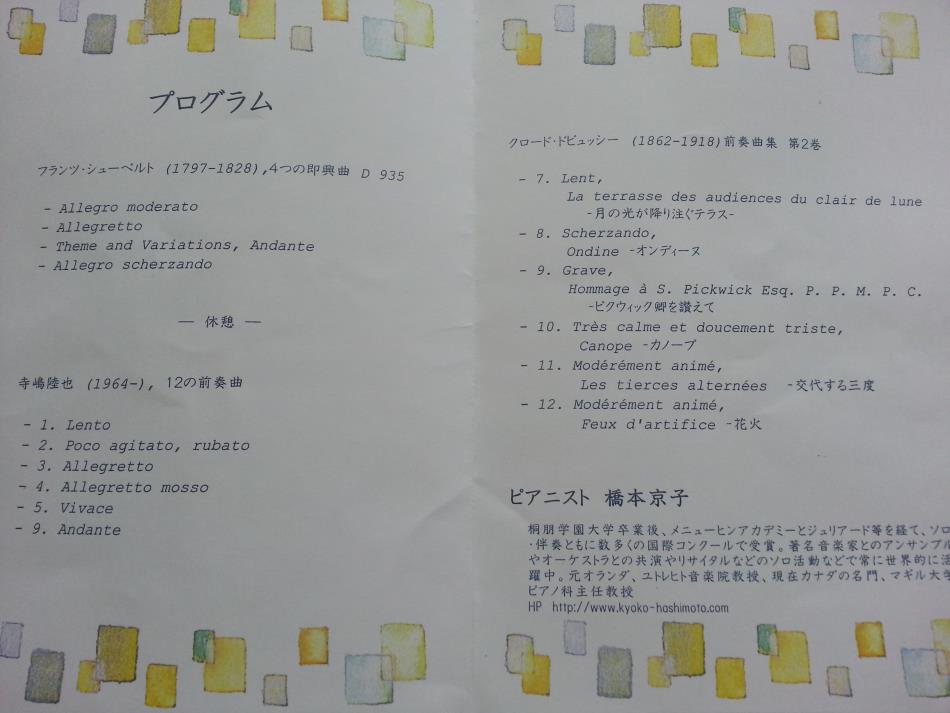 プログラム
フランツ・シューベルト (1797-1828),4つの即興曲 D 935
- Allegro moderato
- Allegretto
- Theme and Variations, Andante
- Allegro scherzando
― 休憩 ―
寺嶋陸也 (1964-), 12の前奏曲
- 1. Lento
- 2. Poco agitato, rubato
- 3. Allegretto
- 4. Allegretto mosso
- 5. Vivace
- 9. Andante
クロード・ドビュッシー (1862-1918)前奏曲集 第2巻
- 7. Lent,
La terrasse des audiences du clair de lune
-月の光が降り注ぐテラス-
- 8. Scherzando,
Ondine -オンディーヌ
- 9. Grave,
Hommage à S. Pickwick Esq. P. P. M. P. C.
-ピクウィック卿を讃えて
- 10. Très calme et doucement triste,
Canope -カノープ
- 11. Modérément animé,
Les tierces alternées -交代する三度
- 12. Modérément animé,
Feux d'artifice -花火
ピアニスト 橋本京子
桐朋学園大学卒業後、メニューヒンアカデミーとジュリアード等を経て、ソロ
・伴奏ともに数多くの国際コンクールで受賞。著名音楽家とのアンサンブル
やオーケストラとの共演やリサイタルなどのソロ活動などで常に世界的に活
躍中。元オランダ、ユトレヒト音楽院教授、現在カナダの名門、マギル大学
ピアノ科主任教授
HP http://www.kyoko-hashimoto.com